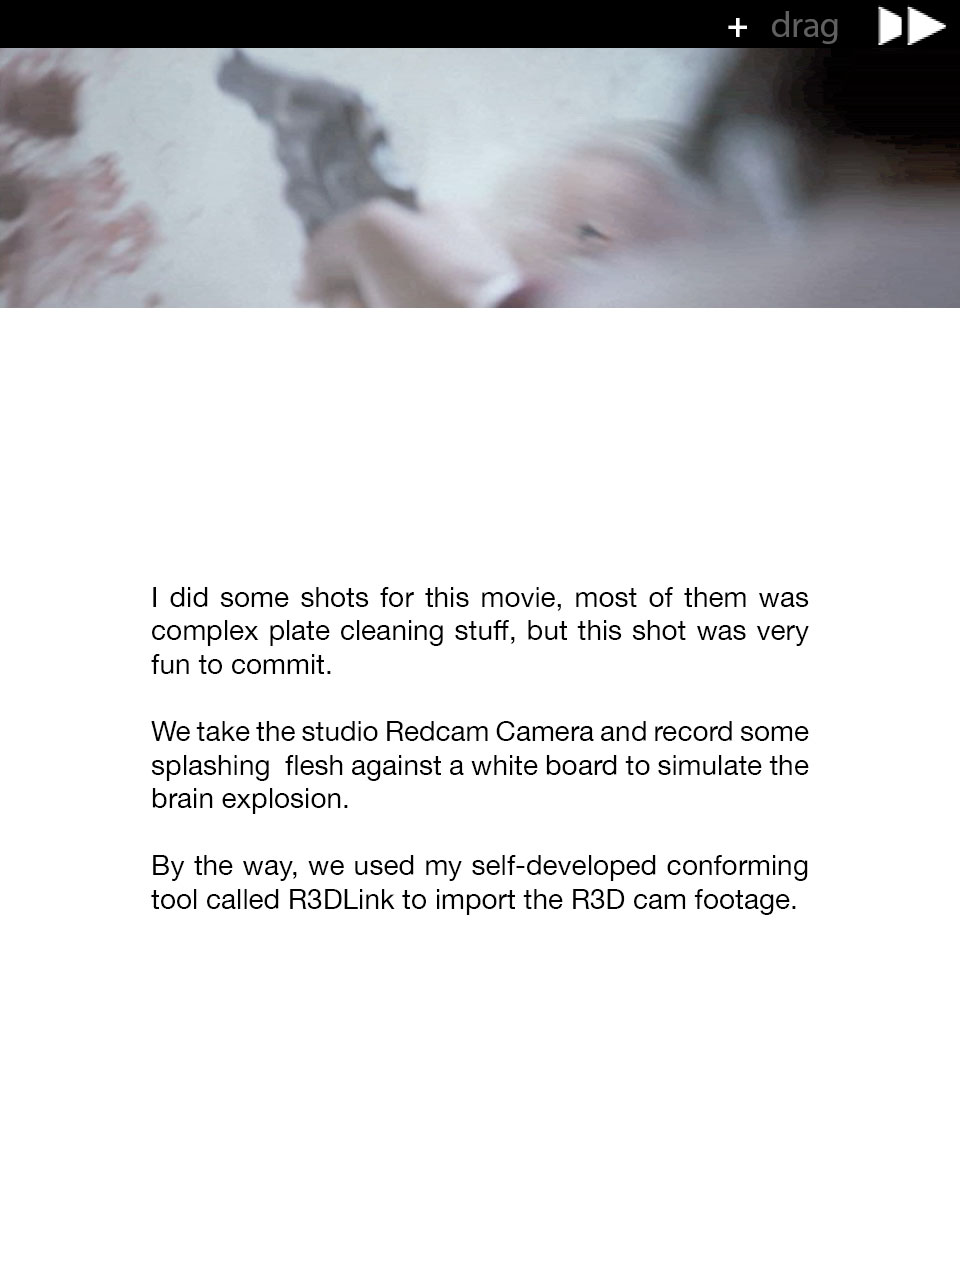 + drag
I did some shots for this movie, most of them was
complex plate cleaning stuff, but this shot was very
fun to commit.
We take the studio Redcam Camera and record some
splashing  flesh against a white board to simulate the
brain explosion.
By the way, we used my self-developed conforming
tool called R3DLink to import the R3D cam footage.